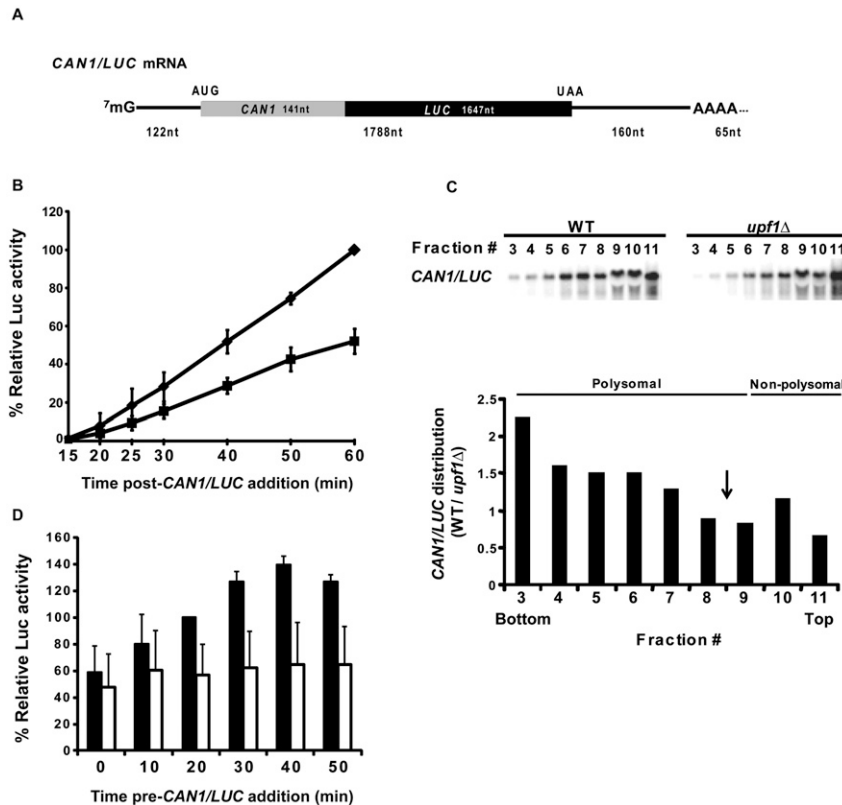 A
CAN1/LUC mRNA
AUG UAA
7mG CAN1 141nt LUC 1647nt AAAA...
122nt 1788nt 160nt 65nt
B
% Relative Luc activity
120
100
80
60
40
20
0
15 20 25 30 40 50 60
Time post-CAN1/LUC addition (min)
C
WT upf1Δ
Fraction # 3 4 5 6 7 8 9 10 11 3 4 5 6 7 8 9 10 11
CAN1/LUC
Polysomal Non-polysomal
CAN1/LUC distribution
(WT / upf1Δ)
2.5
2
1.5
1
0.5
0
3 4 5 6 7 8 9 10 11
Bottom Top
Fraction #
D
% Relative Luc activity
160
140
120
100
80
60
40
20
0
0 10 20 30 40 50
Time pre-CAN1/LUC addition (min)